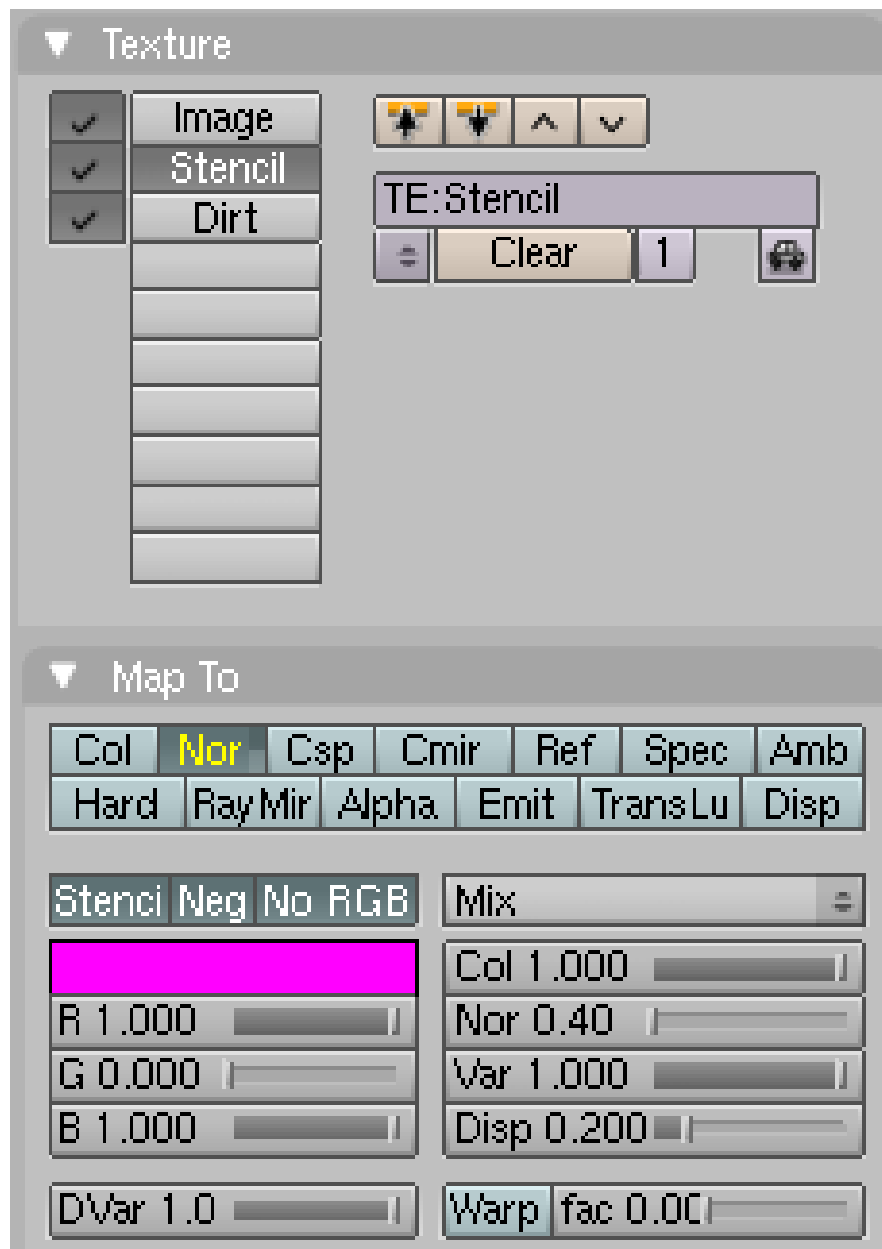 Texture
Image
Stencil
Dirt
TE:Stencil
Clear 1
Map To
Col Nor Csp Cmir Ref Spec Amb
Hard RayMir Alpha Emit TransLu Disp
Stenci Neg No RGB Mix
Col 1.000
R 1.000 Nor 0.40
G 0.000 Var 1.000
B 1.000 Disp 0.200
DVar 1.0 Warp fac 0.00